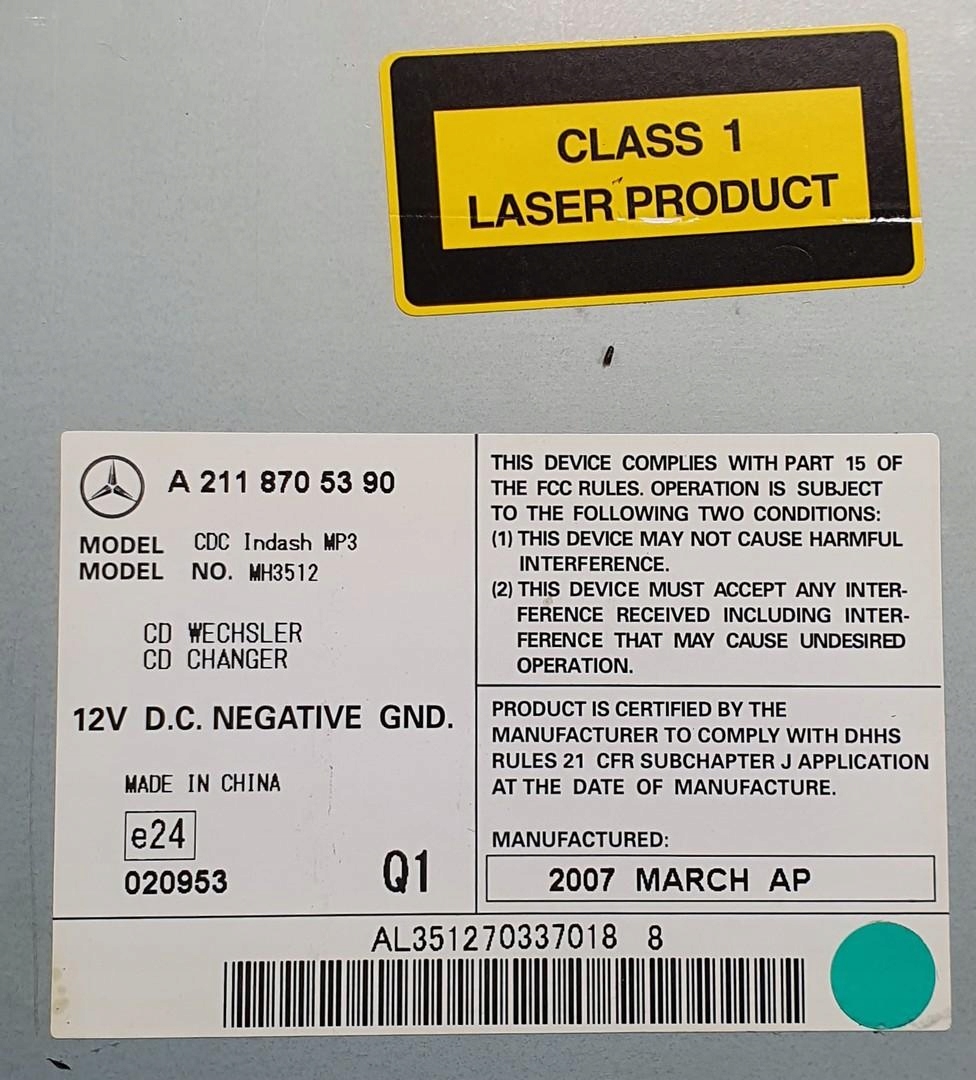 CLASS 1
LASER PRODUCT
A 211 870 53 90
MODEL CDC Indash MP3
MODEL NO. MH3512
CD WECHSLER
CD CHANGER
12V D.C. NEGATIVE GND.
MADE IN CHINA
e24
020953
Q1
THIS DEVICE COMPLIES WITH PART 15 OF
THE FCC RULES. OPERATION IS SUBJECT
TO THE FOLLOWING TWO CONDITIONS:
(1) THIS DEVICE MAY NOT CAUSE HARMFUL
INTERFERENCE.
(2) THIS DEVICE MUST ACCEPT ANY INTER-
FERENCE RECEIVED INCLUDING INTER-
FERENCE THAT MAY CAUSE UNDESIRED
OPERATION.
PRODUCT IS CERTIFIED BY THE
MANUFACTURER TO COMPLY WITH DHHS
RULES 21 CFR SUBCHAPTER J APPLICATION
AT THE DATE OF MANUFACTURE.
MANUFACTURED:
2007 MARCH AP
AL351270337018 8